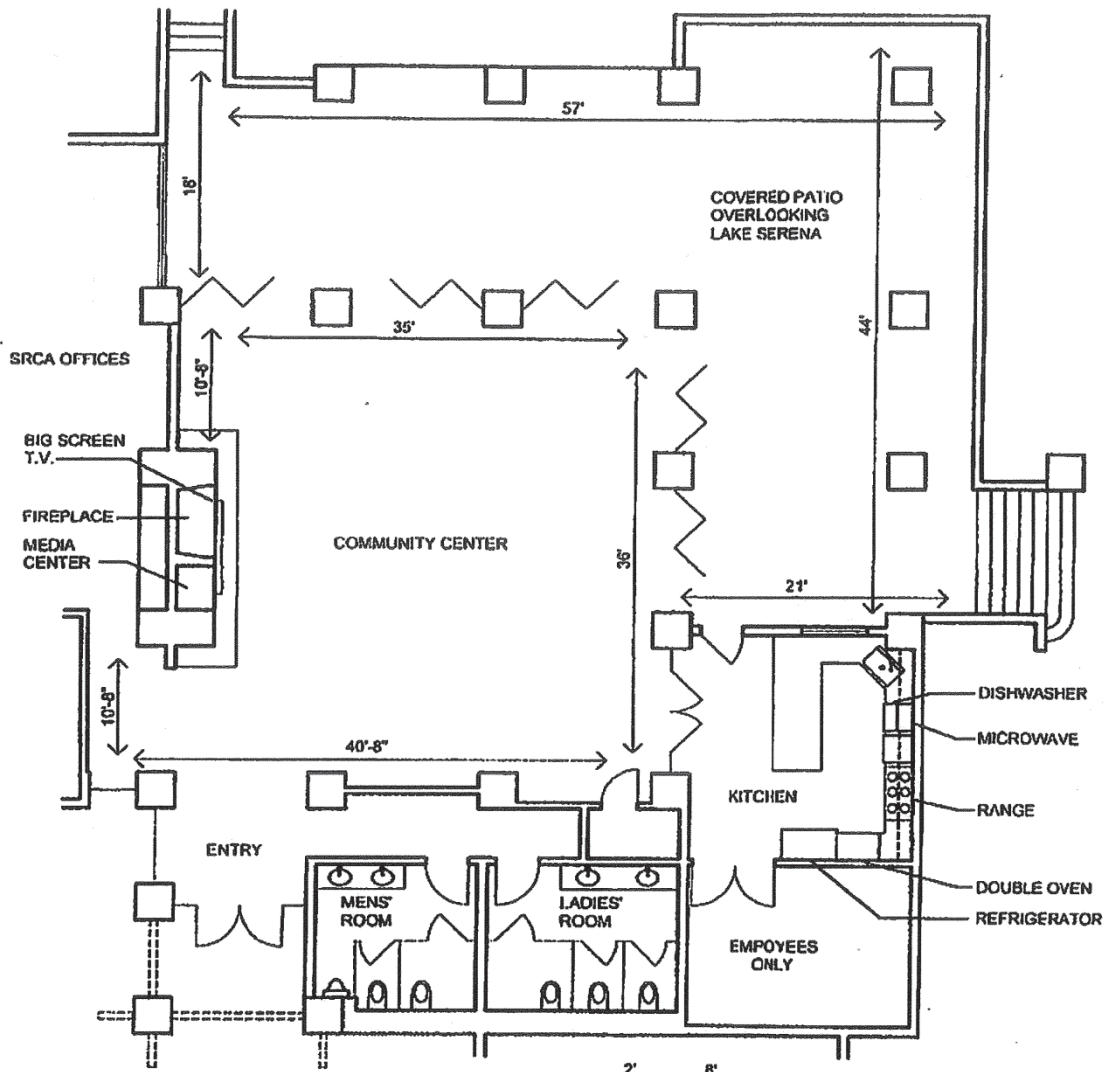 57'
18'
COVERED PATIO
OVERLOOKING
LAKE SERENA
44'
35'
SRCA OFFICES
10'-8"
BIG SCREEN
T.V.
FIREPLACE
MEDIA
CENTER
COMMUNITY CENTER
36'
21'
10'-8"
40'-8"
DISHWASHER
MICROWAVE
KITCHEN
RANGE
ENTRY
MENS'
ROOM
LADIES'
ROOM
DOUBLE OVEN
REFRIGERATOR
EMPOYEES
ONLY
2'
8'